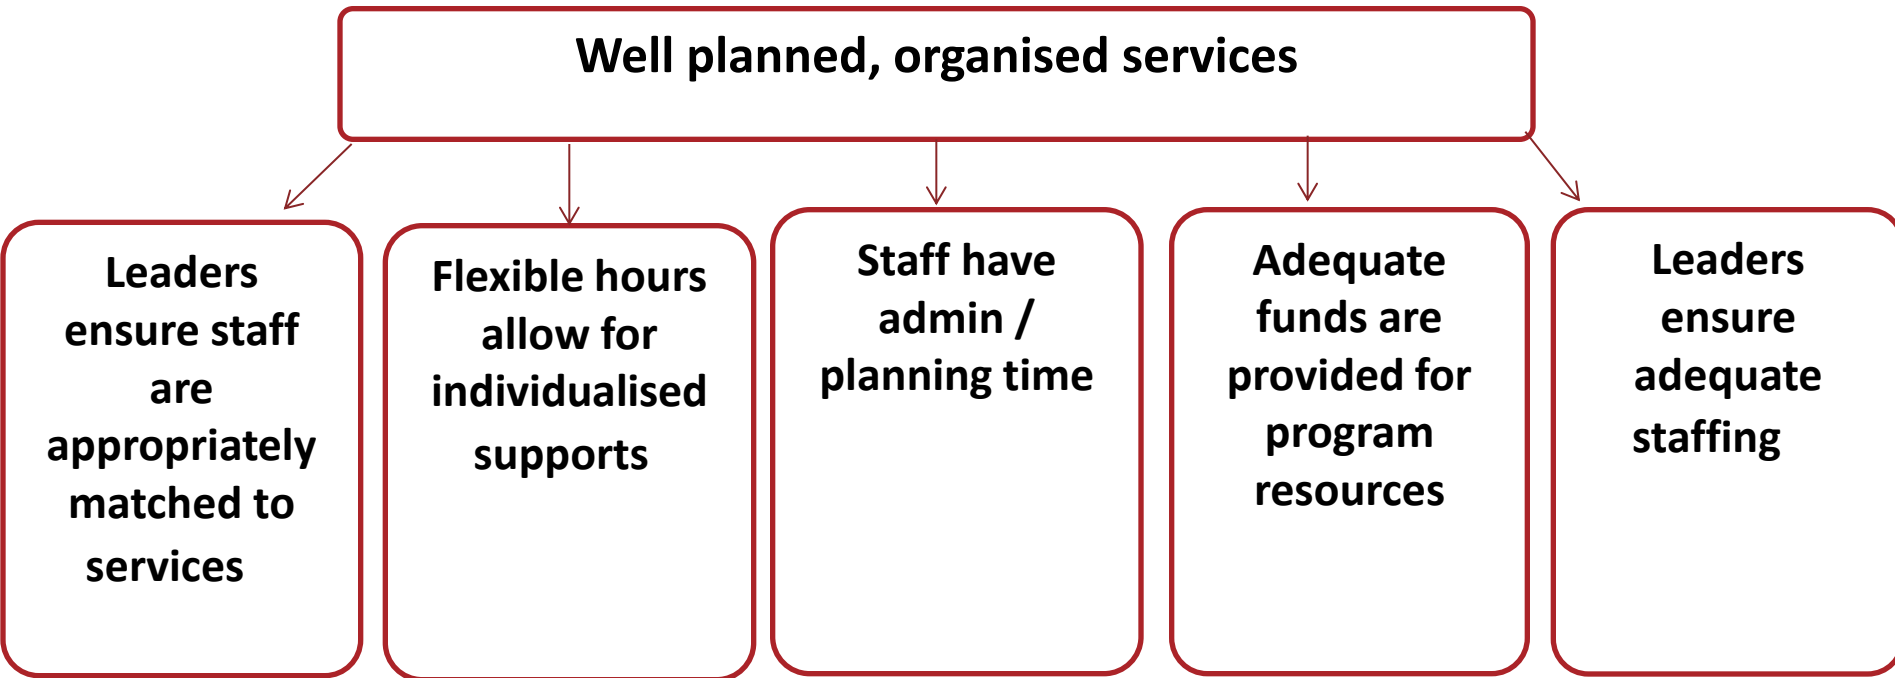 Well planned, organised services
Leaders
ensure staff
are
appropriately
matched to
services
Flexible hours
allow for
individualised
supports
Staff have
admin /
planning time
Adequate
funds are
provided for
program
resources
Leaders
ensure
adequate
staffing